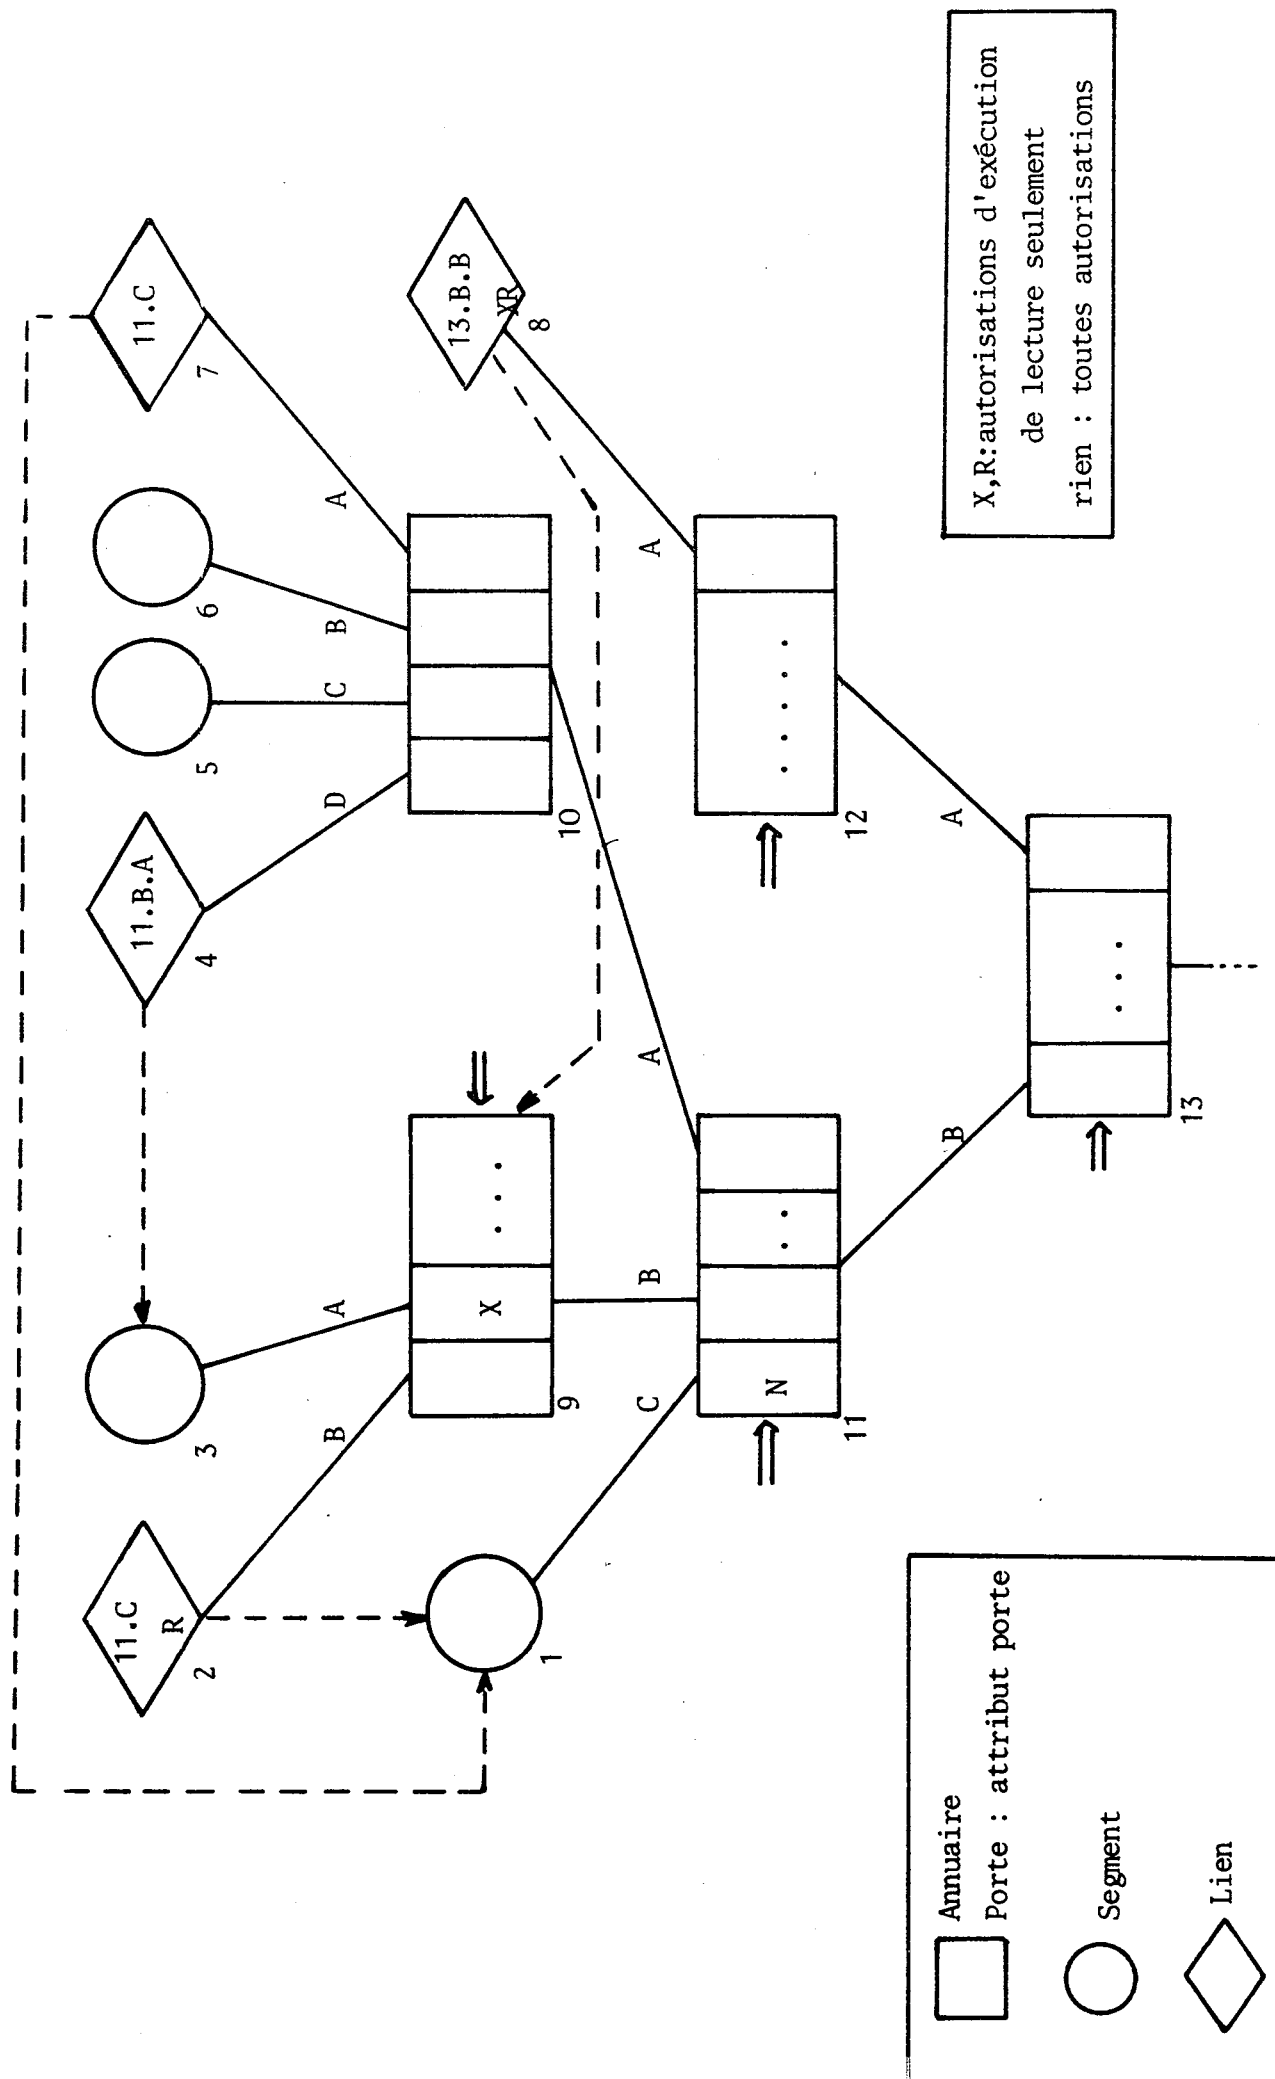 11.C
R
11.B.A
11.C
2
3
4
5
6
7
B
A
D
C
B
A
13.B.B
XR
X
1
9
10
8
C
B
A
A
N
11
12
B
A
13
Annuaire
Porte : attribut porte
Segment
Lien
X,R:autorisations d'exécution
de lecture seulement
rien : toutes autorisations